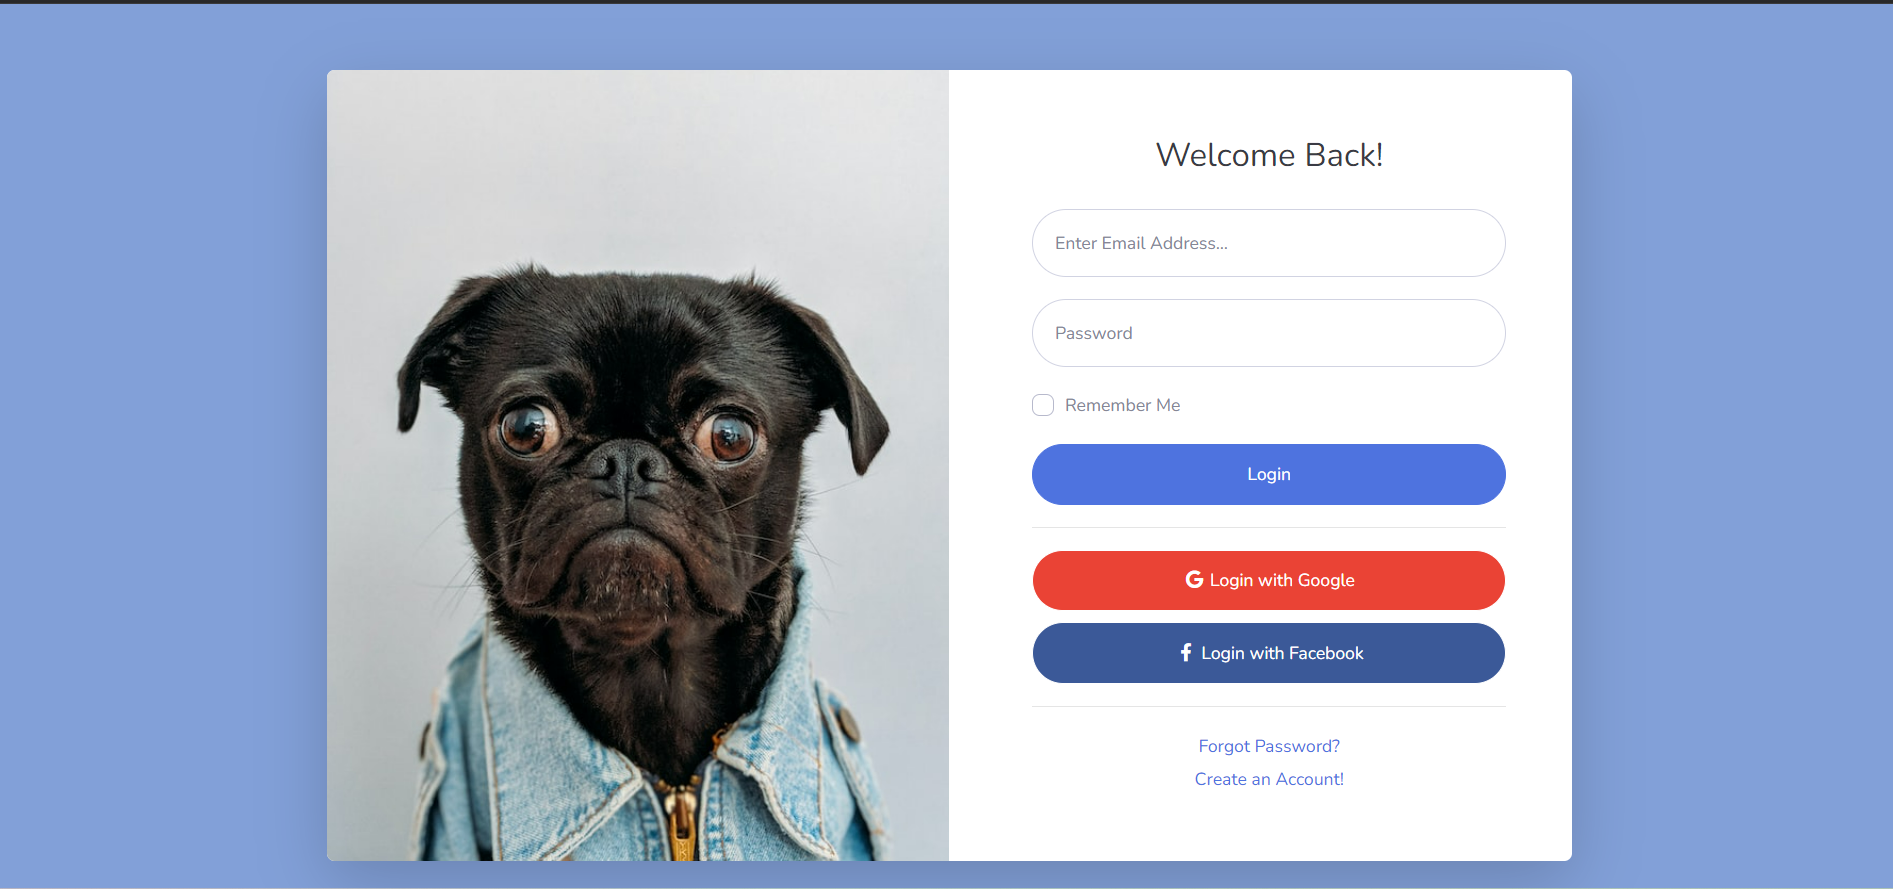 Welcome Back!
Enter Email Address...
Password
Remember Me
Login
Login with Google
Login with Facebook
Forgot Password?
Create an Account!